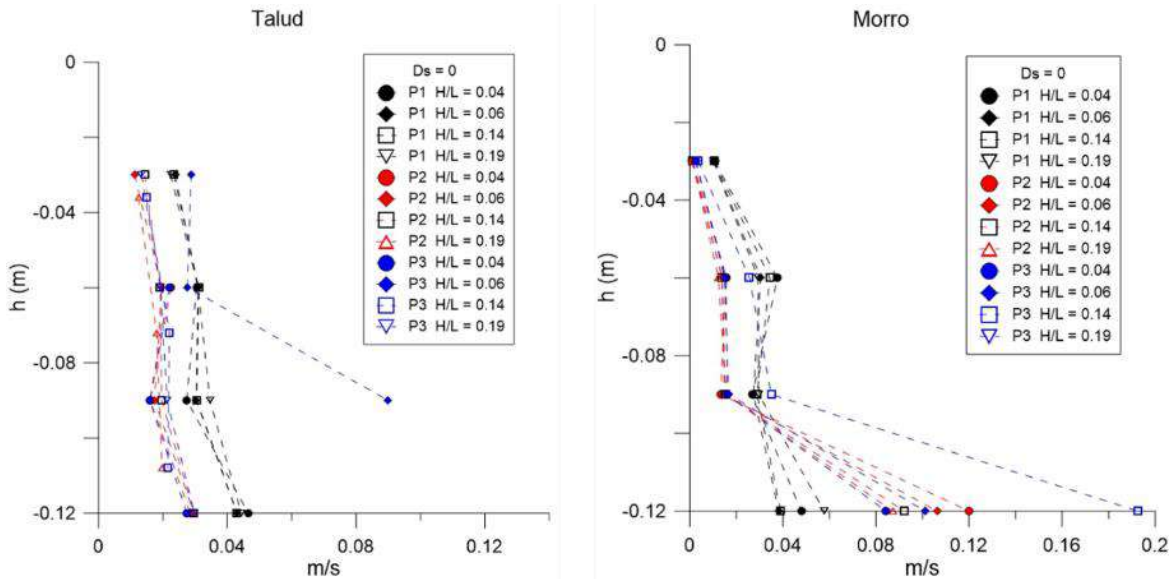 Talud
0
-0.04
-0.08
-0.12
h (m)
0
0.04
0.08
0.12
m/s
Ds = 0
P1 H/L = 0.04
P1 H/L = 0.06
P1 H/L = 0.14
P1 H/L = 0.19
P2 H/L = 0.04
P2 H/L = 0.06
P2 H/L = 0.14
P2 H/L = 0.19
P3 H/L = 0.04
P3 H/L = 0.06
P3 H/L = 0.14
P3 H/L = 0.19
Morro
0
-0.04
-0.08
-0.12
h (m)
0
0.04
0.08
0.12
0.16
0.2
m/s
Ds = 0
P1 H/L = 0.04
P1 H/L = 0.06
P1 H/L = 0.14
P1 H/L = 0.19
P2 H/L = 0.04
P2 H/L = 0.06
P2 H/L = 0.14
P2 H/L = 0.19
P3 H/L = 0.04
P3 H/L = 0.06
P3 H/L = 0.14
P3 H/L = 0.19